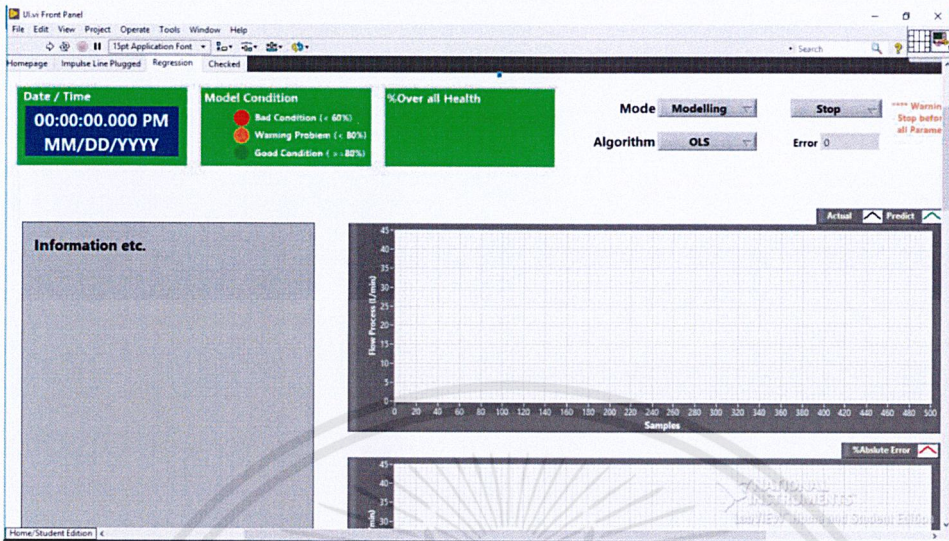 UI.vi Front Panel
File Edit View Project Operate Tools Window Help
15pt Application Font
Search
Homepage Impulse Line Plugged Regression Checked
Date / Time
00:00:00.000 PM
MM/DD/YYYY
Model Condition
Bad Condition (< 60%)
Warning Problem (< 80%)
Good Condition ( > =80%)
%Over all Health
Mode Modelling
Algorithm OLS
Stop
Error 0
**** Warnin
Stop befor
all Parame
Information etc.
Actual Predict
45
40
35
30
25
20
15
10
5
0
Flow Process (L/min)
0 20 40 60 80 100 120 140 160 180 200 220 240 260 280 300 320 340 360 380 400 420 440 460 480 500
Samples
%Abslute Error
45
40
35
30
min)
NATIONAL
INSTRUMENTS
LabVIEW Home and Student Edition
Home/Student Edition